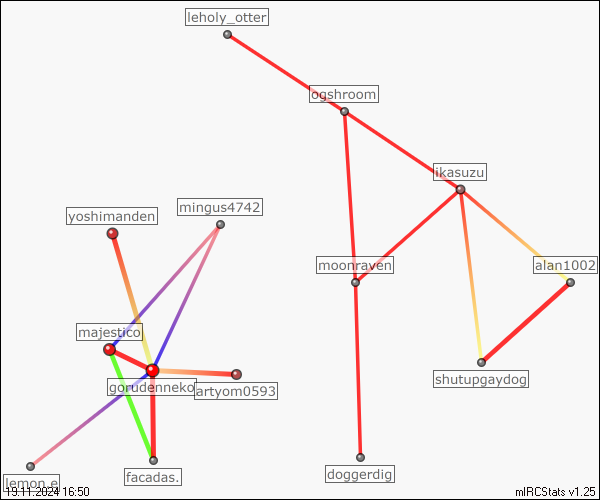 leholy_otter
ogshroom
ikasuzu
yoshimanden
mingus4742
moonraven
alan1002
majestico
gorudenneko
artyom0593
shutupgaydog
facadas.
doggerdig
lemon.e
19.11.2024 16:50
mIRCStats v1.25